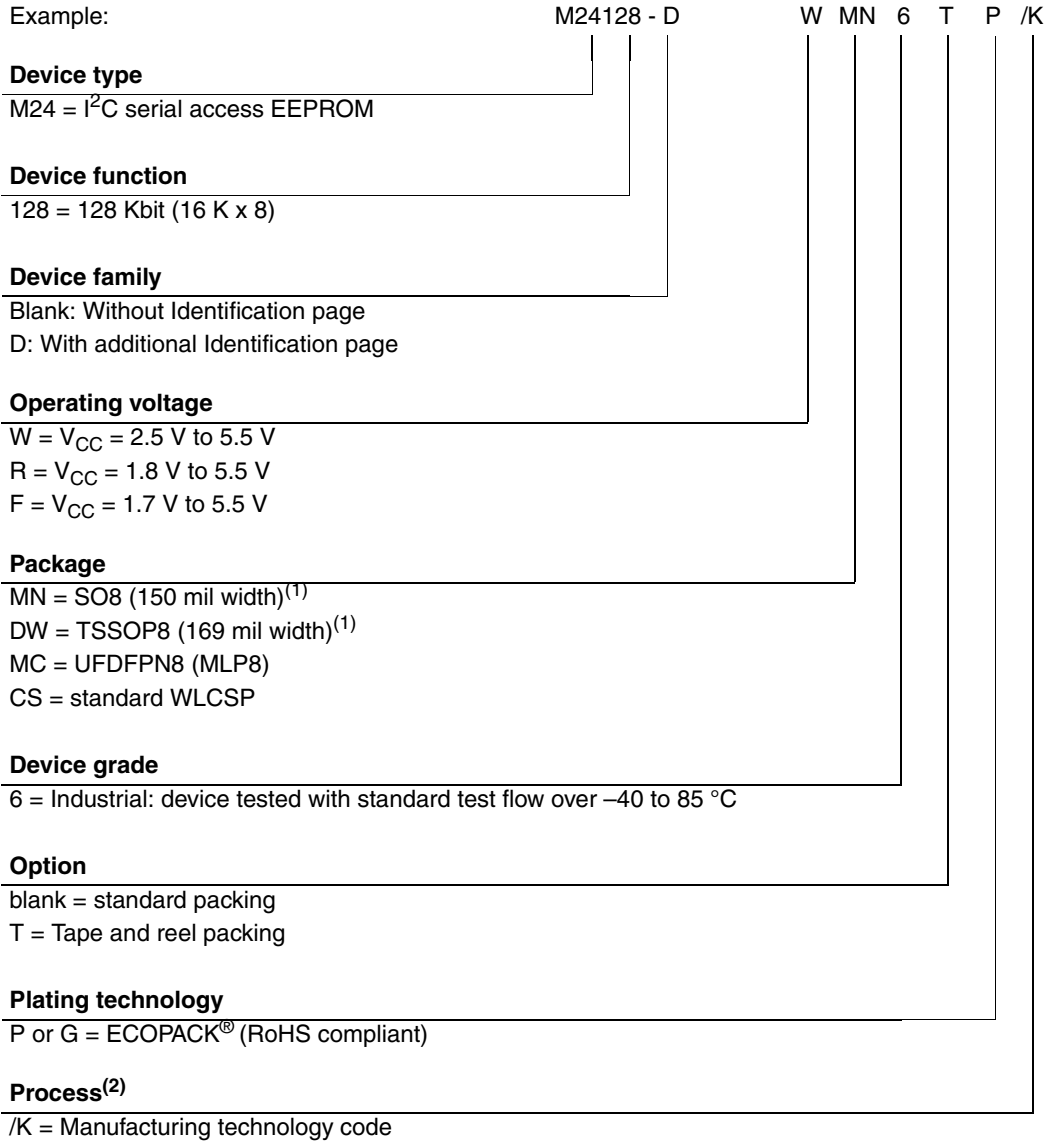 Example: M24128 - D W MN 6 T P /K
Device type
M24 = I²C serial access EEPROM
Device function
128 = 128 Kbit (16 K x 8)
Device family
Blank: Without Identification page
D: With additional Identification page
Operating voltage
W = VCC = 2.5 V to 5.5 V
R = VCC = 1.8 V to 5.5 V
F = VCC = 1.7 V to 5.5 V
Package
MN = SO8 (150 mil width)(1)
DW = TSSOP8 (169 mil width)(1)
MC = UFDFPN8 (MLP8)
CS = standard WLCSP
Device grade
6 = Industrial: device tested with standard test flow over –40 to 85 °C
Option
blank = standard packing
T = Tape and reel packing
Plating technology
P or G = ECOPACK® (RoHS compliant)
Process(2)
/K = Manufacturing technology code